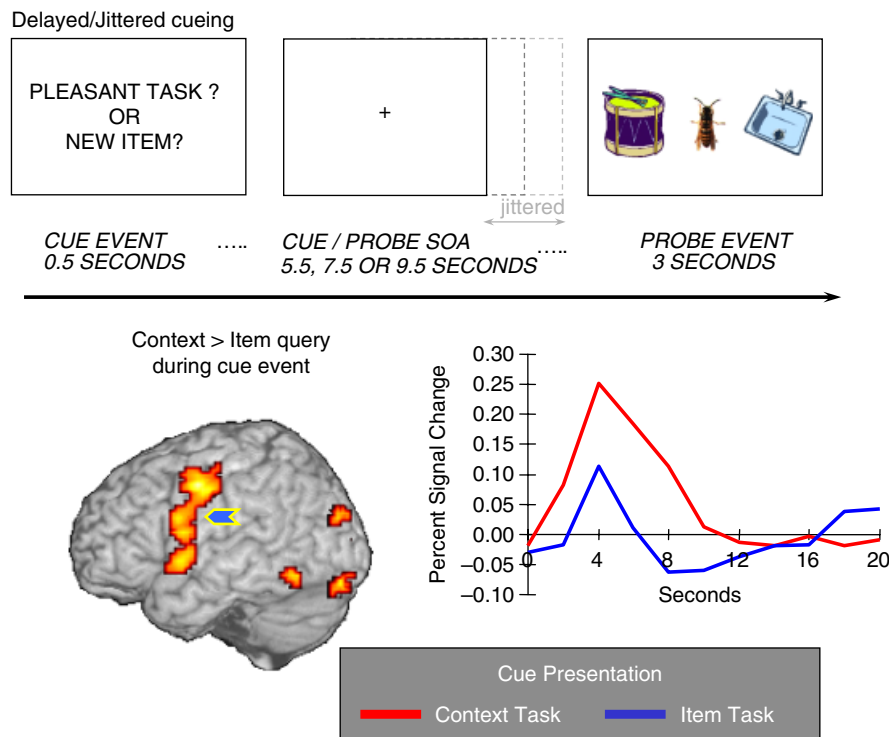 Delayed/Jittered cueing
PLEASANT TASK ?
OR
NEW ITEM?
+
jittered
CUE EVENT
0.5 SECONDS
.....
CUE / PROBE SOA
5.5, 7.5 OR 9.5 SECONDS
.....
PROBE EVENT
3 SECONDS
Context > Item query
during cue event
Percent Signal Change
0.30
0.25
0.20
0.15
0.10
0.05
0.00
−0.05
−0.10
0 4 8 12 16 20
Seconds
Cue Presentation
Context Task
Item Task